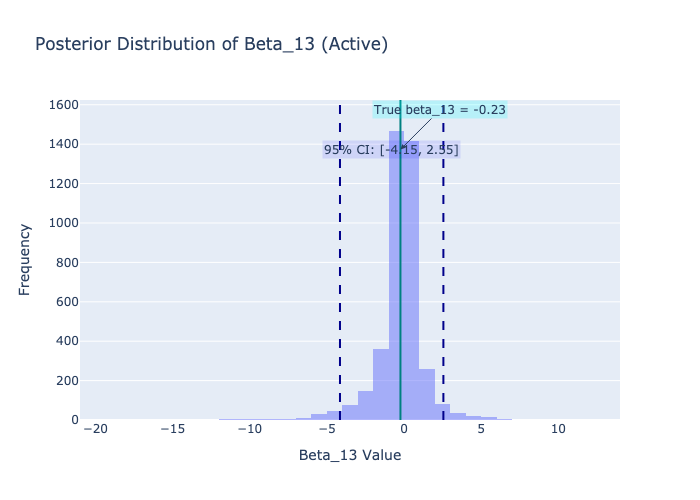 Posterior Distribution of Beta_13 (Active)
1600
True beta_13 = -0.23
1400
95% CI: [-4.15, 2.55]
1200
1000
800
600
400
200
0
Frequency
−20 −15 −10 −5 0 5 10
Beta_13 Value